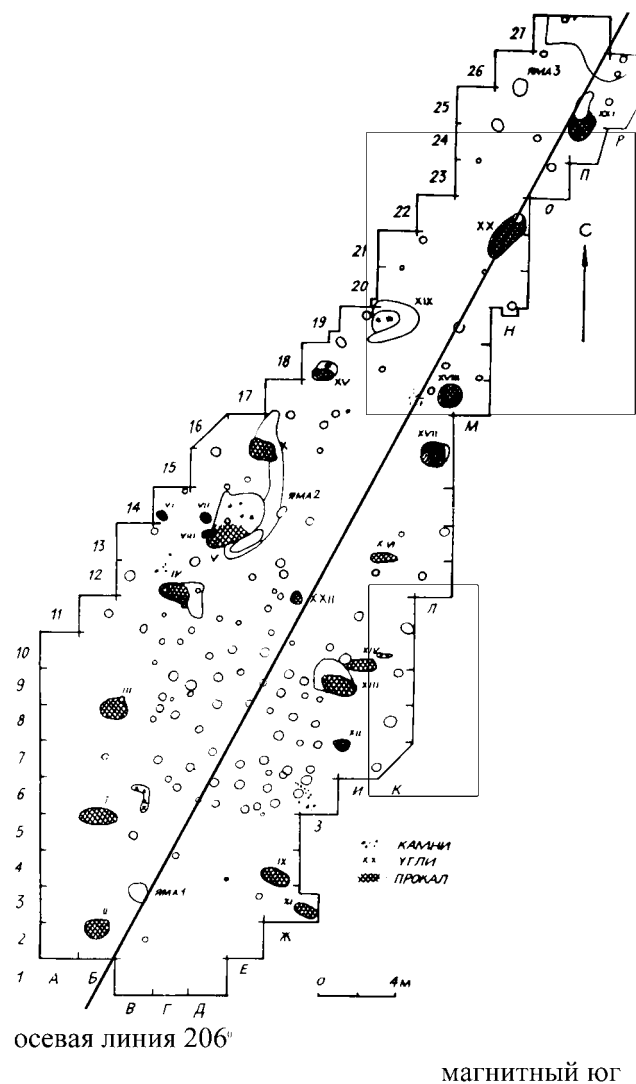 27
26
ЯМА 3
25
XXI
24
Р
23
П
22
О
XX
С
21
20
XIX
19
Н
18
XV
XVIII
17
М
16
XVII
X
15
ЯМА 2
14
VI
VII
VIII
V
13
XVI
12
IV
XXII
Л
11
10
XIV
9
XIII
III
8
XII
7
И
К
6
I
З
5
КАМНИ
УГЛИ
IX
4
ПРОКАЛ
ЯМА 1
3
XI
II
2
Ж
1
А
Б
Е
0
4 м
В
Г
Д
осевая линия 206°
магнитный юг